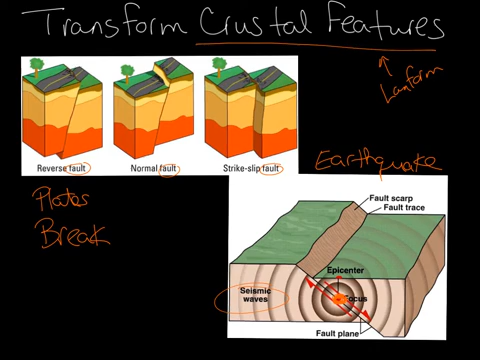 Transform Crustal Features
Lanform
Reverse fault
Normal fault
Strike-slip fault
Earthquake
Plates
Break
Fault scarp
Fault trace
Epicenter
Seismic
waves
Focus
Fault plane